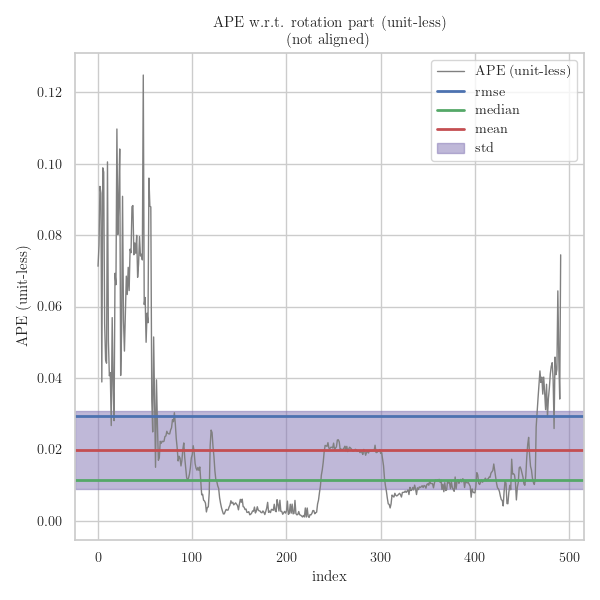 APE w.r.t. rotation part (unit-less)
(not aligned)
APE (unit-less)
rmse
median
mean
std
0.12
0.10
0.08
0.06
0.04
0.02
0.00
APE (unit-less)
0 100 200 300 400 500
index